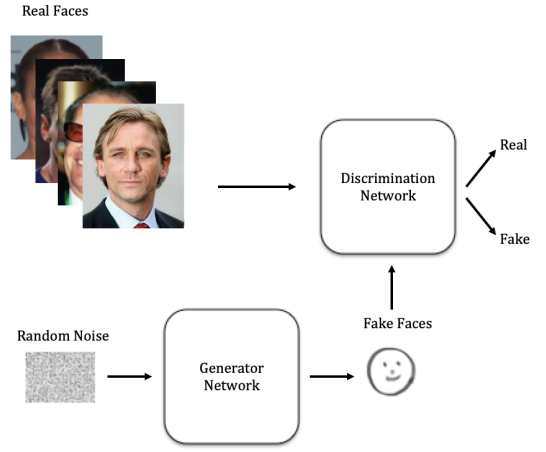 Real Faces
Discrimination
Network
Real
Fake
Fake Faces
Random Noise
Generator
Network